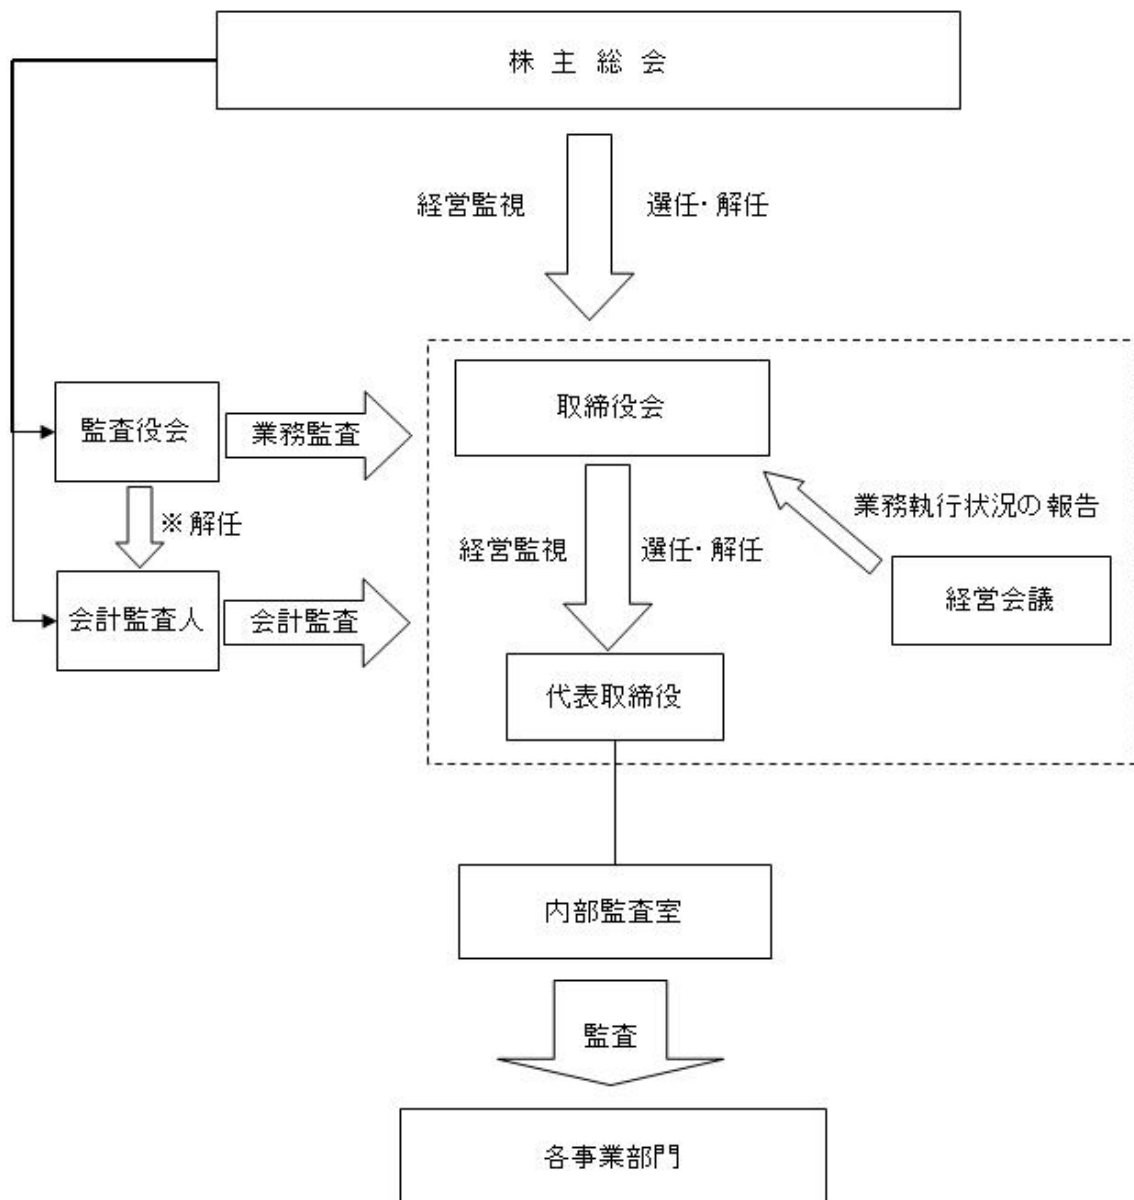 株 主 総 会
経営監視
選任・解任
取締役会
監査役会
業務監査
業務執行状況の報告
※解任
経営監視
選任・解任
経営会議
会計監査人
会計監査
代表取締役
内部監査室
監査
各事業部門